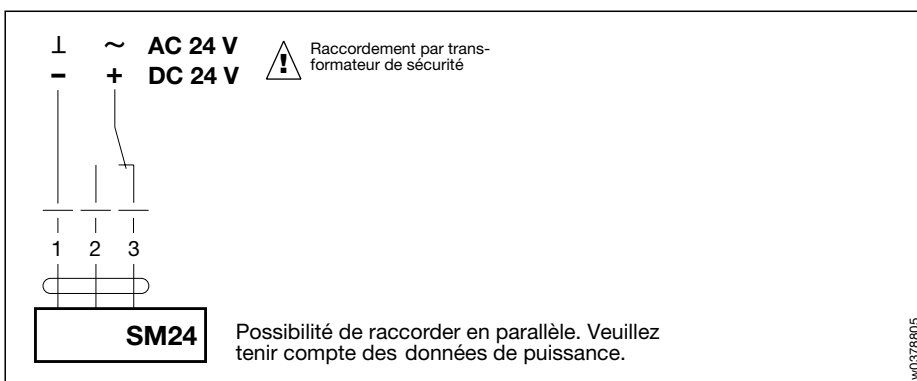 ⊥ ~ AC 24 V
− + DC 24 V
Raccordement par trans-
formateur de sécurité
1 2 3
SM24
Possibilité de raccorder en parallèle. Veuillez
tenir compte des données de puissance.
w0378805